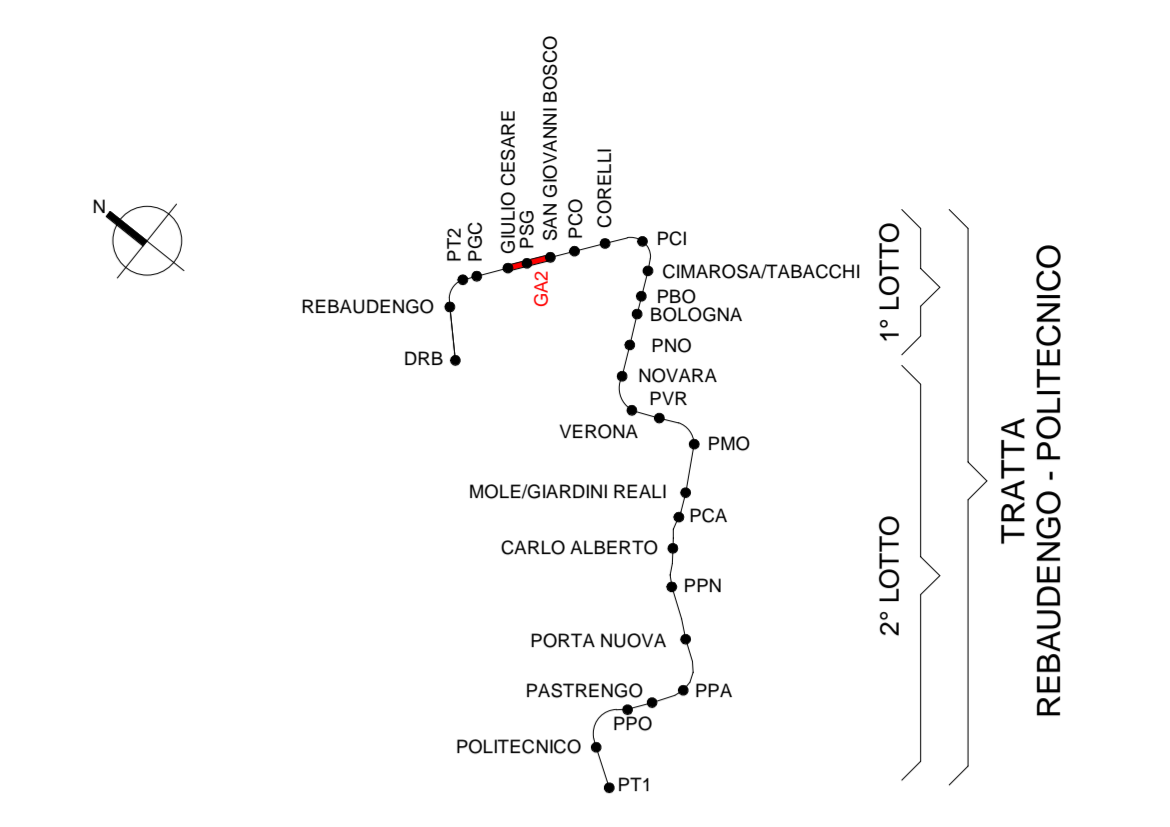 N
DRB
REBAUDENGO
PT2
PGC
GIULIO CESARE
PSG
SAN GIOVANNI BOSCO
GA2
PCO
CORELLI
PCI
CIMAROSA/TABACCHI
PBO
BOLOGNA
PNO
NOVARA
PVR
VERONA
PMO
MOLE/GIARDINI REALI
PCA
CARLO ALBERTO
PPN
PORTA NUOVA
PASTRENGO
PPA
PPO
POLITECNICO
PT1
1° LOTTO
2° LOTTO
TRATTA
REBAUDENGO - POLITECNICO